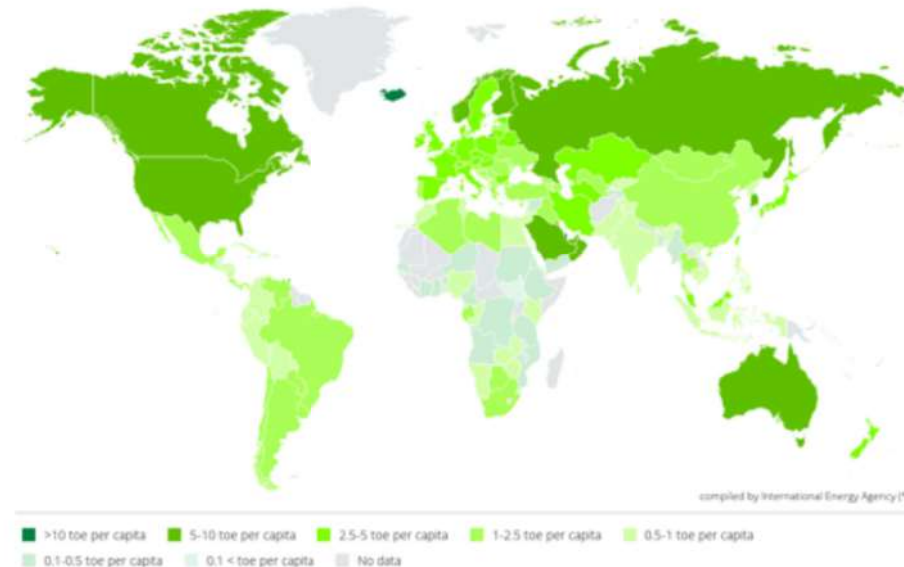 compiled by International Energy Agency (
>10 toe per capita 5-10 toe per capita 2.5-5 toe per capita 1-2.5 toe per capita 0.5-1 toe per capita
0.1-0.5 toe per capita 0.1 < toe per capita No data